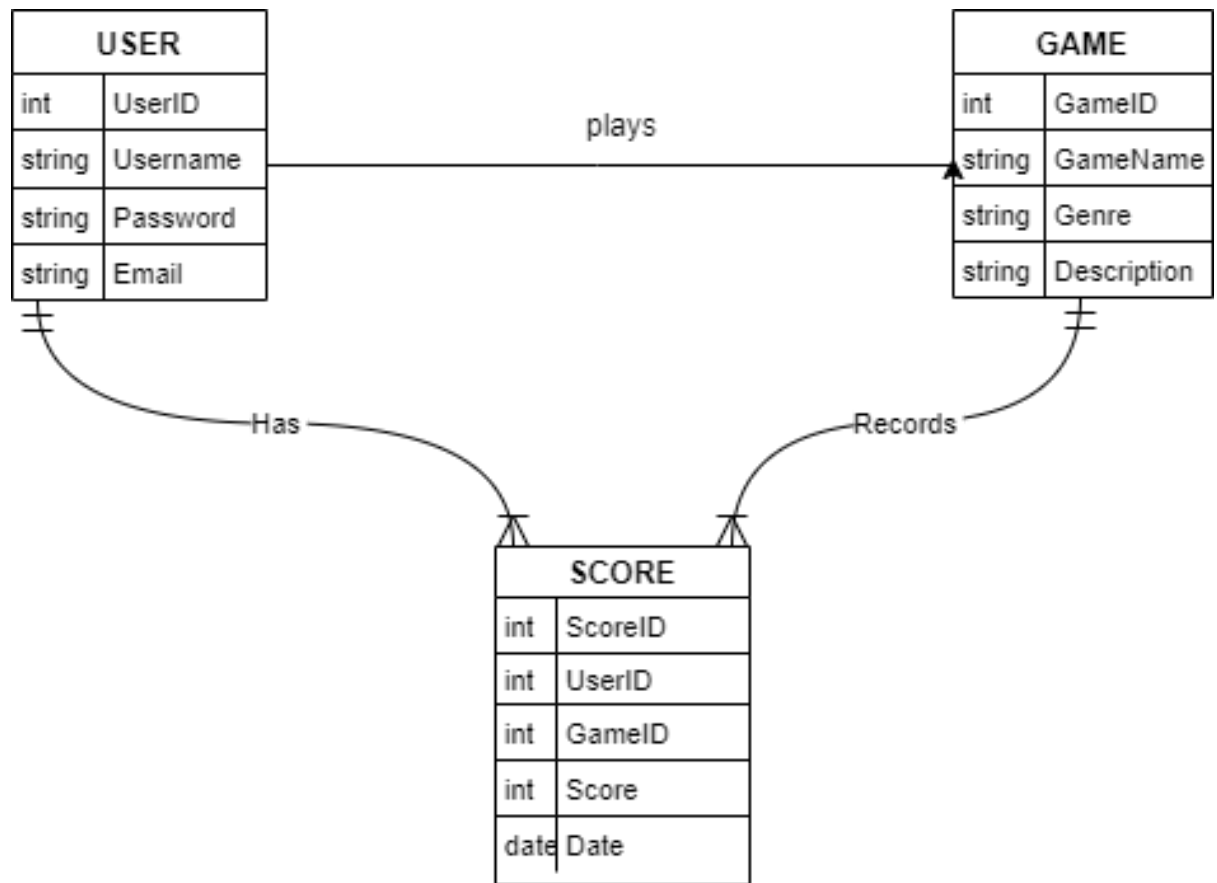 USER
int UserID
string Username
string Password
string Email
plays
GAME
int GameID
string GameName
string Genre
string Description
Has
Records
SCORE
int ScoreID
int UserID
int GameID
int Score
date Date